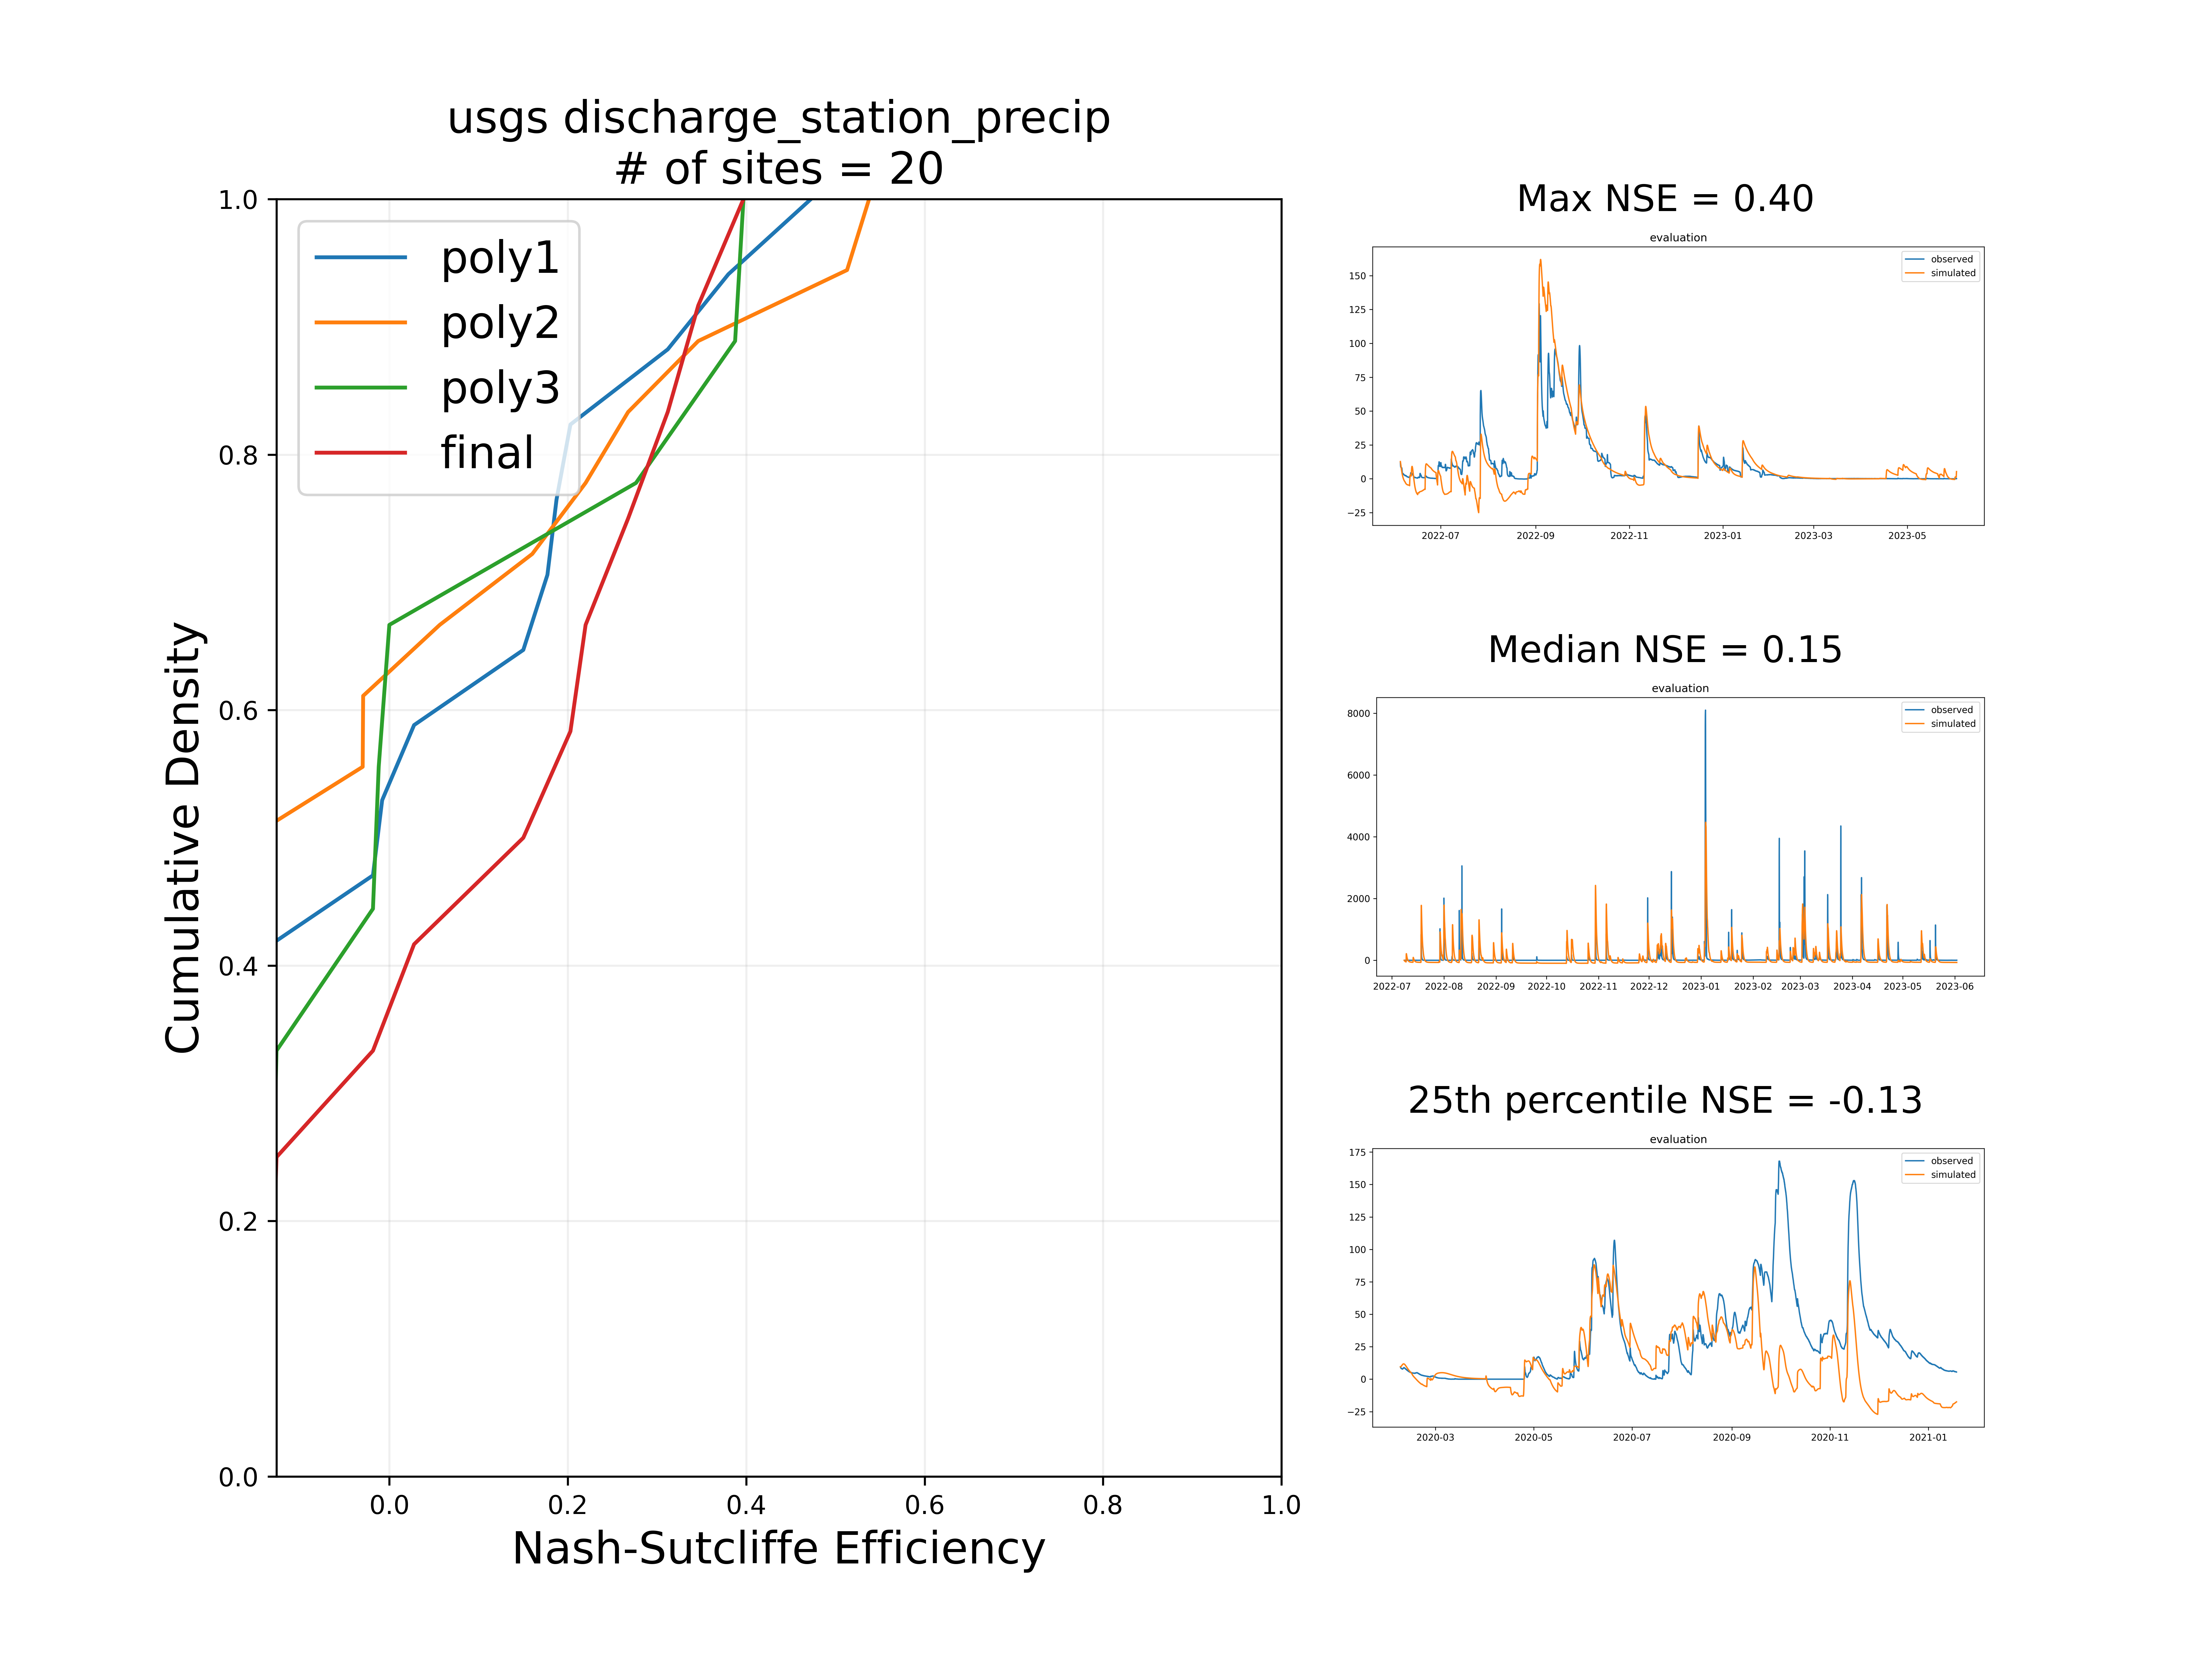 usgs discharge_station_precip
# of sites = 20
1.0
0.8
0.6
0.4
0.2
0.0
Cumulative Density
poly1
poly2
poly3
final
0.0 0.2 0.4 0.6 0.8 1.0
Nash-Sutcliffe Efficiency
Max NSE = 0.40
evaluation
observed
simulated
150
125
100
75
50
25
0
−25
2022-07 2022-09 2022-11 2023-01 2023-03 2023-05
Median NSE = 0.15
evaluation
observed
simulated
8000
6000
4000
2000
0
2022-07 2022-08 2022-09 2022-10 2022-11 2022-12 2023-01 2023-02 2023-03 2023-04 2023-05 2023-06
25th percentile NSE = -0.13
evaluation
observed
simulated
175
150
125
100
75
50
25
0
−25
2020-03 2020-05 2020-07 2020-09 2020-11 2021-01